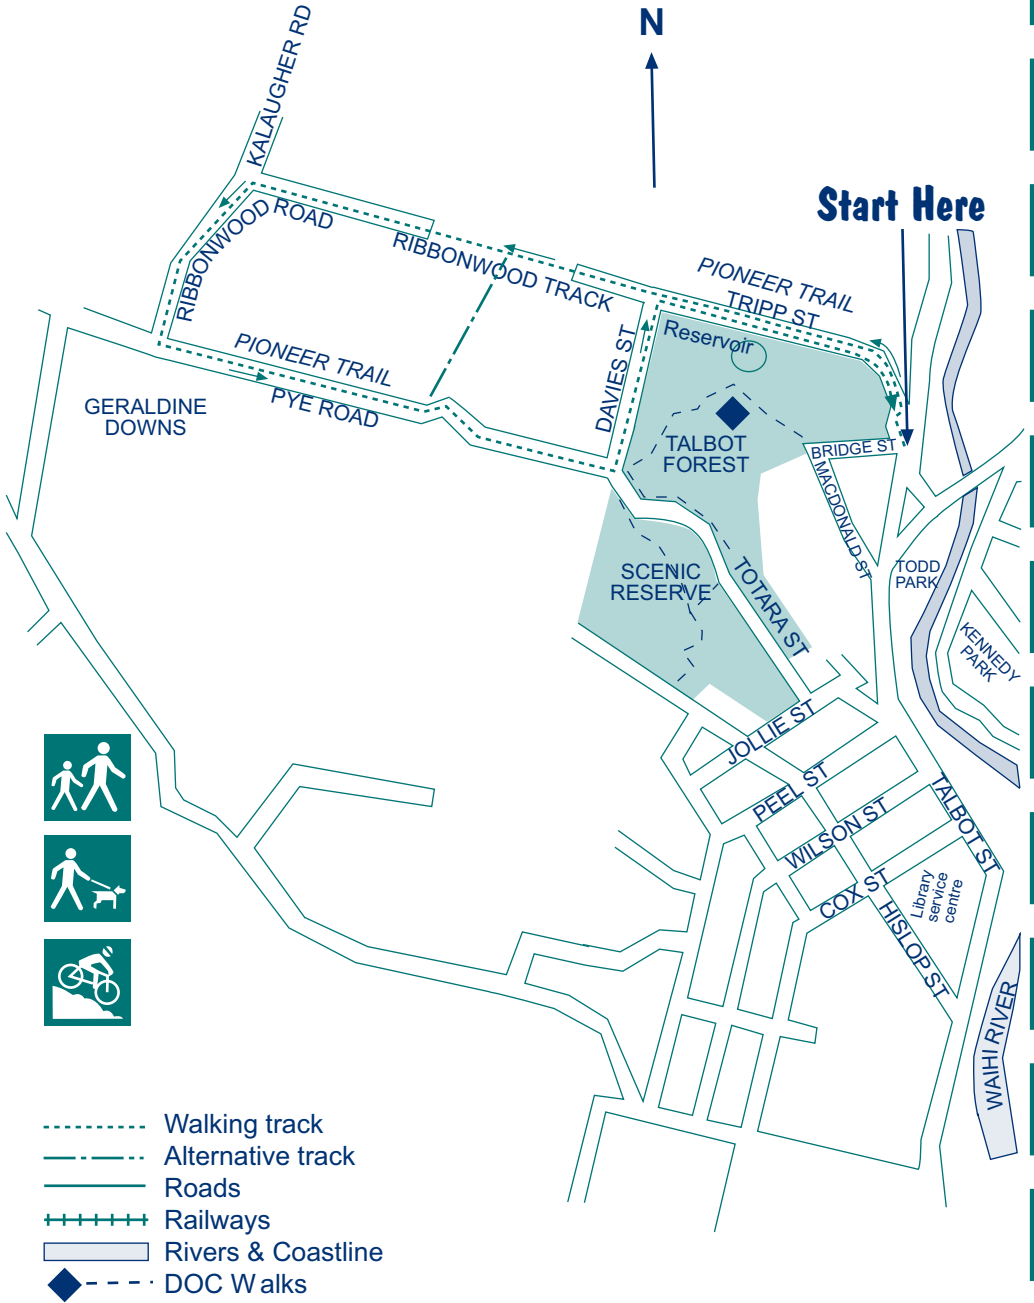 N
KALAUGHER RD
Start Here
RIBBONWOOD ROAD
RIBBONWOOD TRACK
PIONEER TRAIL
TRIPP ST
Reservoir
PIONEER TRAIL
PYE ROAD
DAVIES ST
GERALDINE
DOWNS
TALBOT
FOREST
BRIDGE ST
MACDONALD ST
SCENIC
RESERVE
TOTARA ST
TODD
PARK
KENNEDY
PARK
JOLLIE ST
PEEL ST
WILSON ST
COX ST
TALBOT ST
Library
service
centre
HISLOP ST
WAIHI RIVER
Walking track
Alternative track
Roads
Railways
Rivers & Coastline
DOC W alks